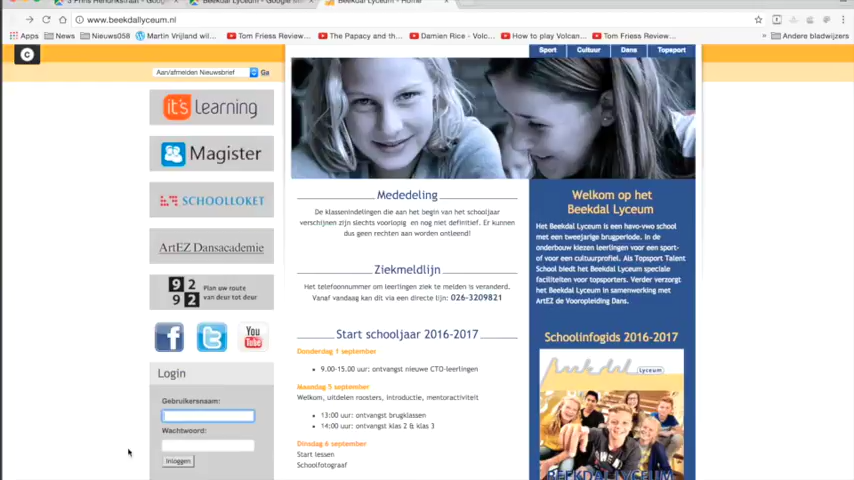 www.beekdallyceum.nl
Apps
News
Nieuws058
Martin Vrijland wil...
Tom Friess Review...
The Papacy and th...
Damien Rice - Volc...
How to play Volcan...
Tom Friess Review...
»
Andere bladwijzers
C
Aan/afmelden Nieuwsbrief
Ga
Sport
Cultuur
Dans
Topsport
it's Learning
Magister
SCHOOLLOKET
ArtEZ Dansacademie
9292
Plan uw route
van deur tot deur
You
Tube
Login
Gebruikersnaam:
Wachtwoord:
Inloggen
Mededeling
De klassenindelingen die aan het begin van het schooljaar
verschijnen zijn slechts voorlopig en nog niet definitief. Er kunnen
dus geen rechten aan worden ontleend!
Ziekmeldlijn
Het telefoonnummer om leerlingen ziek te melden is veranderd.
Vanaf vandaag kan dit via een directe lijn: 026-3209821
Start schooljaar 2016-2017
Donderdag 1 september
9.00-15.00 uur: ontvangst nieuwe CTO-leerlingen
Maandag 5 september
Welkom, uitdelen roosters, introductie, mentoractiviteit
13:00 uur: ontvangst brugklassen
14:00 uur: ontvangst klas 2 & klas 3
Dinsdag 6 september
Start lessen
Schoolfotograaf
Welkom op het
Beekdal Lyceum
Het Beekdal Lyceum is een havo-vwo school
met een tweejarige brugperiode. In de
onderbouw kiezen leerlingen voor een sport-
of voor een cultuurprofiel. Als Topsport Talent
School biedt het Beekdal Lyceum speciale
faciliteiten voor topsporters. Verder verzorgt
het Beekdal Lyceum in samenwerking met
ArtEZ de Vooropleiding Dans.
Schoolinfogids 2016-2017
Beekdal Lyceum
BEEKDAL LYCEUM